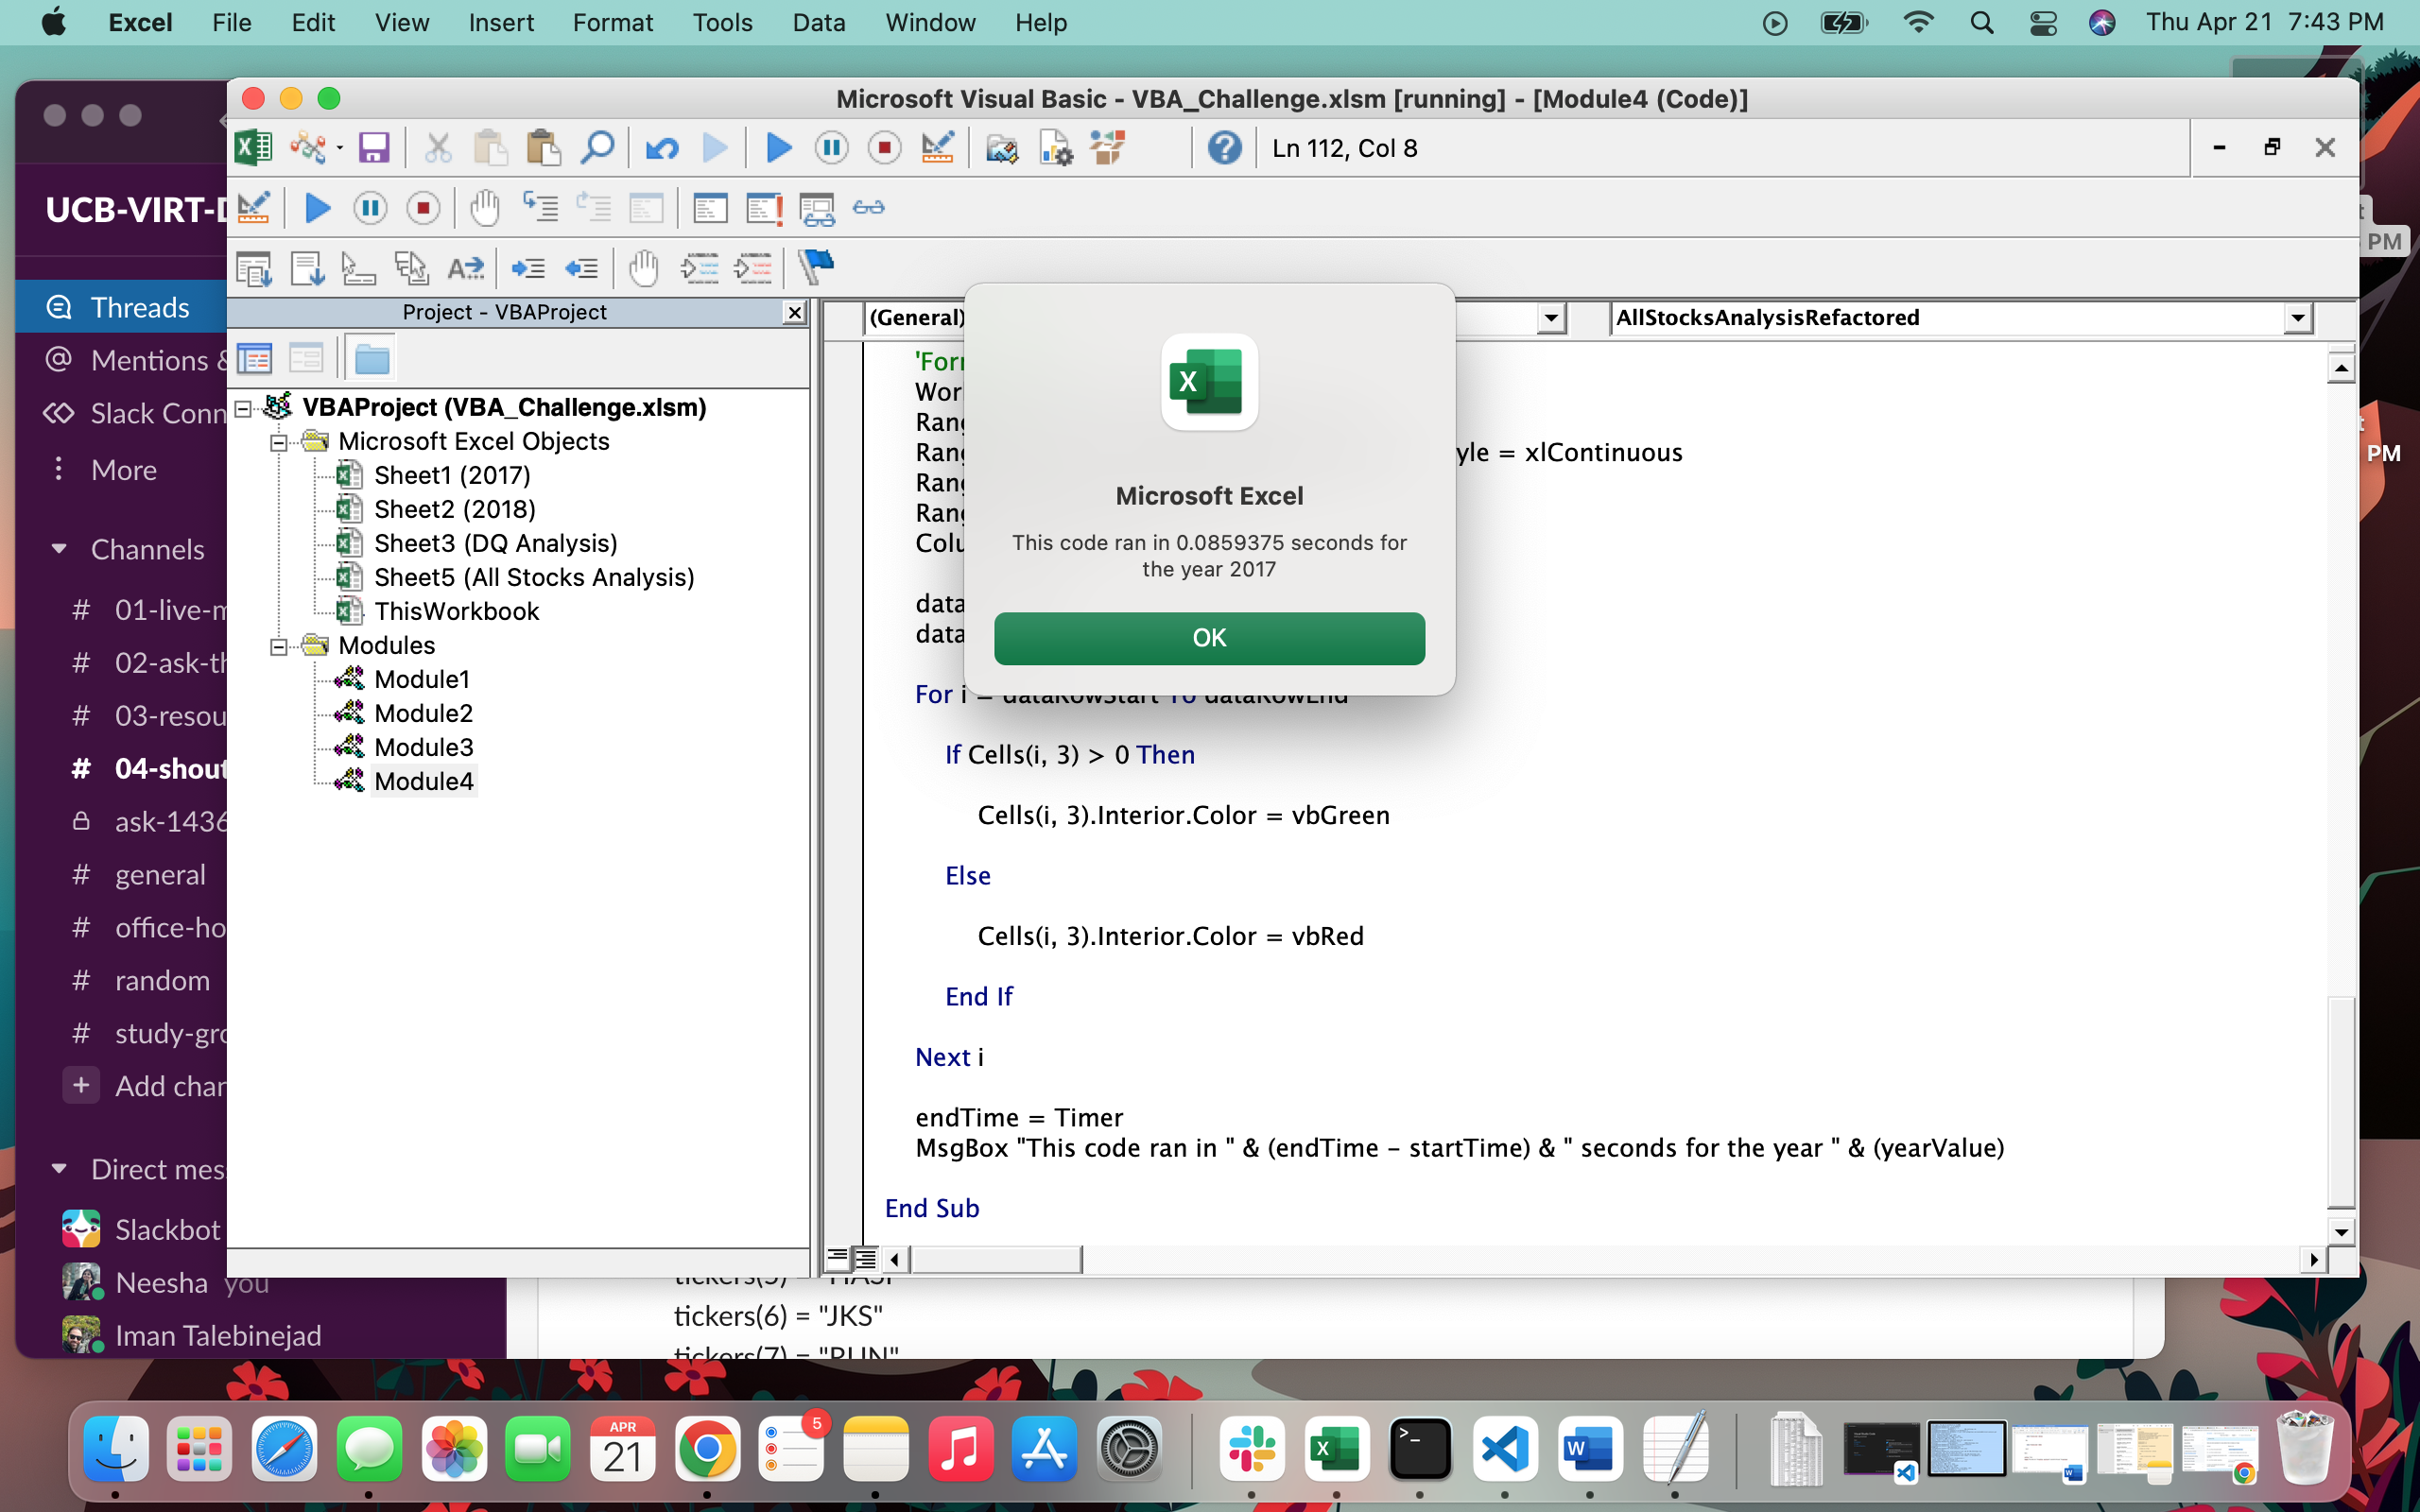 Excel File Edit View Insert Format Tools Data Window Help Thu Apr 21 7:43 PM
Microsoft Visual Basic - VBA_Challenge.xlsm [running] - [Module4 (Code)]
Ln 112, Col 8
UCB-VIRT-
Threads
Mentions &
Slack Conn
More
Channels
# 01-live-
# 02-ask-
# 03-resou
# 04-shout
ask-1436
# general
# office-ho
# random
# study-gr
+ Add
Direct mes
Slackbot
Neesha you
Iman Talebinejad
PM
PM
Project - VBAProject
VBAProject (VBA_Challenge.xlsm)
Microsoft Excel Objects
Sheet1 (2017)
Sheet2 (2018)
Sheet3 (DQ Analysis)
Sheet5 (All Stocks Analysis)
ThisWorkbook
Modules
Module1
Module2
Module3
Module4
(General) AllStocksAnalysisRefactored
'For
Wor
Ran
Ran yle = xlContinuous
Ran
Ran
Colu
data
data
For i = dataRowStart To dataRowEnd
If Cells(i, 3) > 0 Then
Cells(i, 3).Interior.Color = vbGreen
Else
Cells(i, 3).Interior.Color = vbRed
End If
Next i
endTime = Timer
MsgBox "This code ran in " & (endTime - startTime) & " seconds for the year " & (yearValue)
End Sub
Microsoft Excel
This code ran in 0.0859375 seconds for
the year 2017
OK
tickers(6) = "JKS"
tickers(7) = "RUN"
APR
21
5